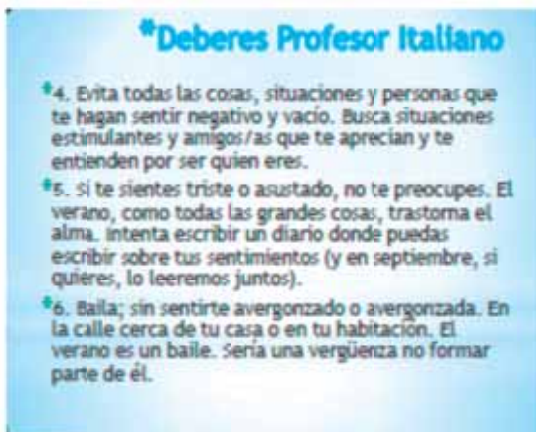 *Deberes Profesor Italiano
*4. Evita todas las cosas, situaciones y personas que
te hagan sentir negativo y vacío. Busca situaciones
estimulantes y amigos/as que te aprecian y te
entienden por ser quien eres.
*5. Si te sientes triste o asustado, no te preocupes. El
verano, como todas las grandes cosas, trastorna el
alma. Intenta escribir un diario donde puedas
escribir sobre tus sentimientos (y en septiembre, si
quieres, lo leeremos juntos).
*6. Baila; sin sentirte avergonzado o avergonzada. En
la calle cerca de tu casa o en tu habitación. El
verano es un baile. Sería una vergüenza no formar
parte de él.